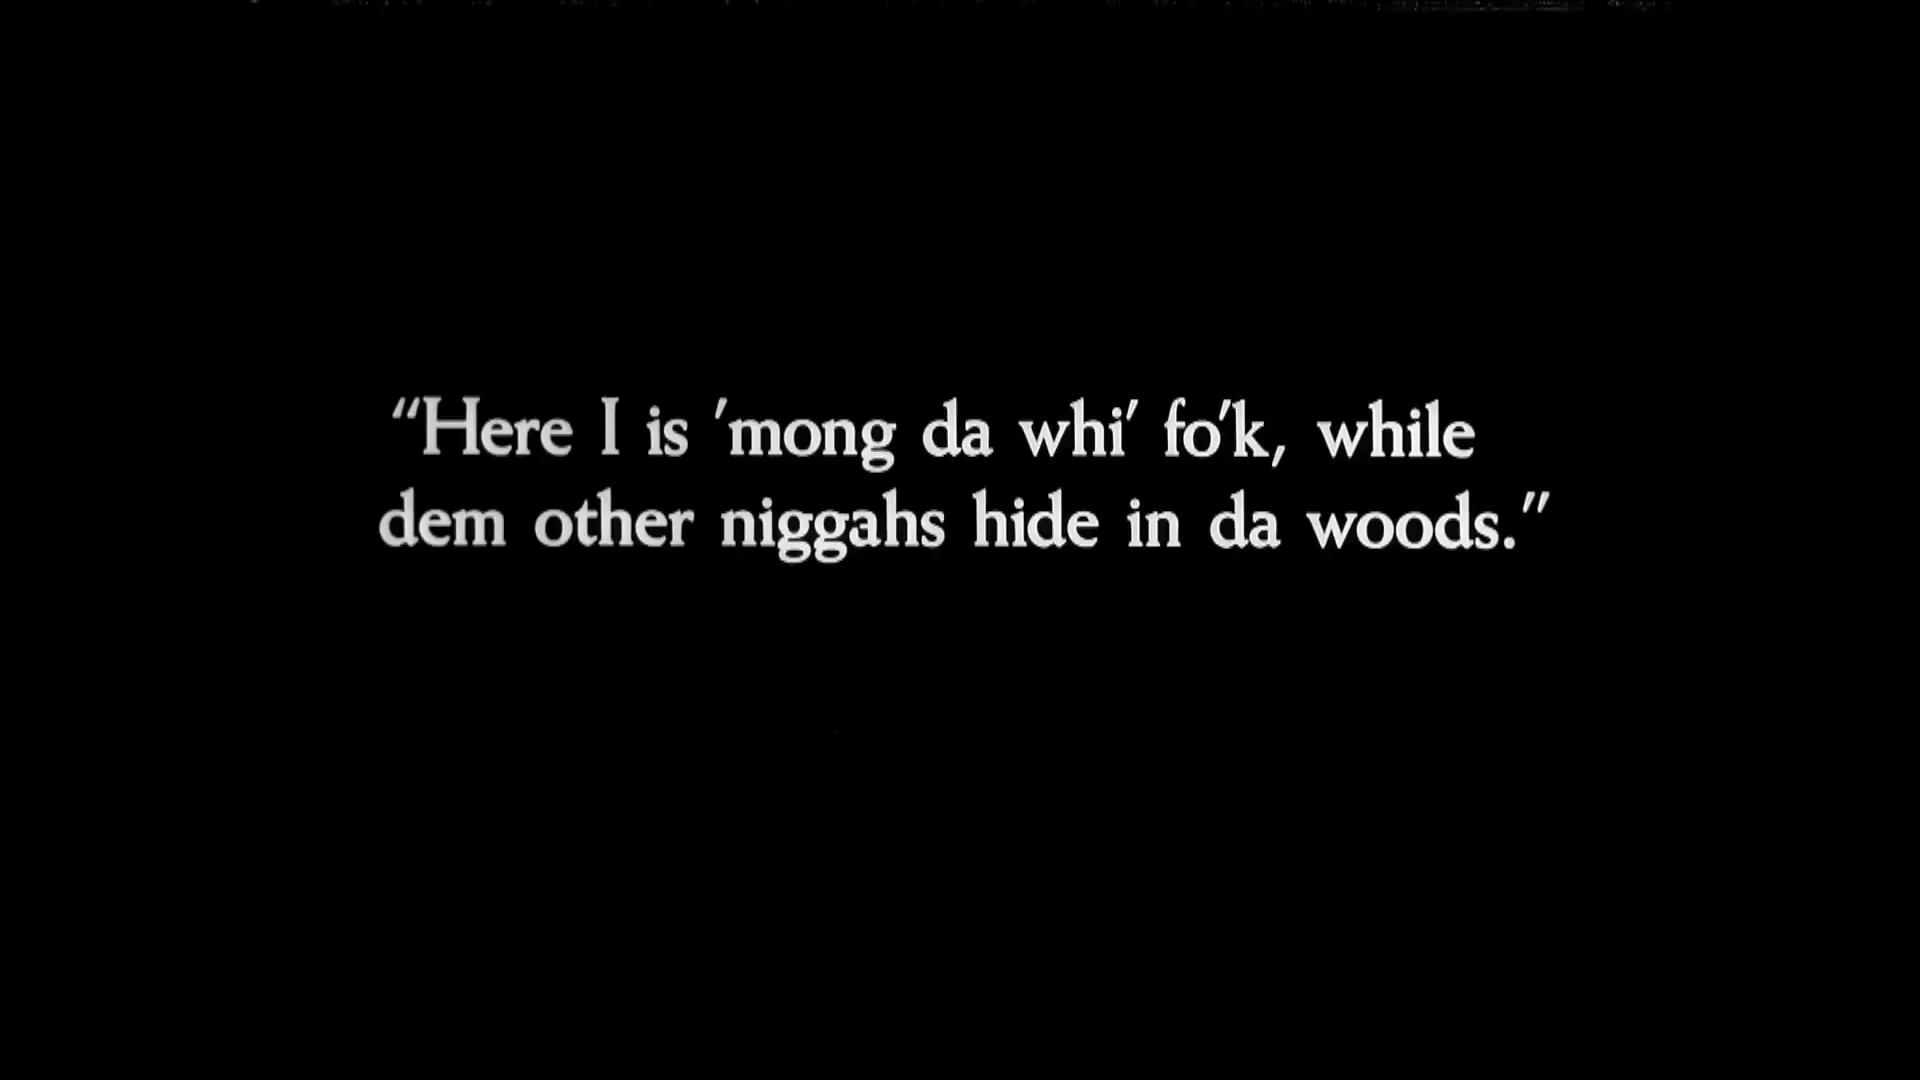 “Here I is ’mong da whi’ fo’k, while
dem other niggahs hide in da woods.”